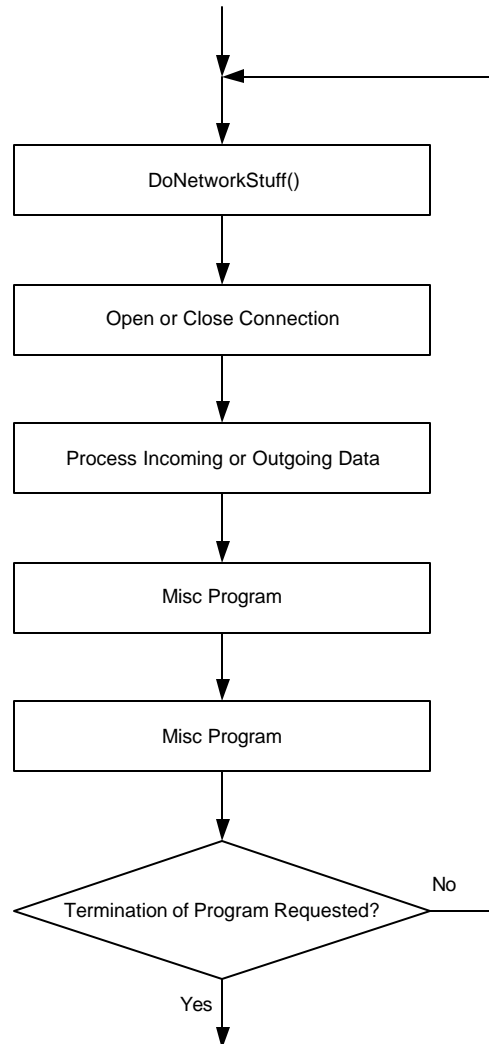 DoNetworkStuff()
Open or Close Connection
Process Incoming or Outgoing Data
Misc Program
Misc Program
Termination of Program Requested?
No
Yes